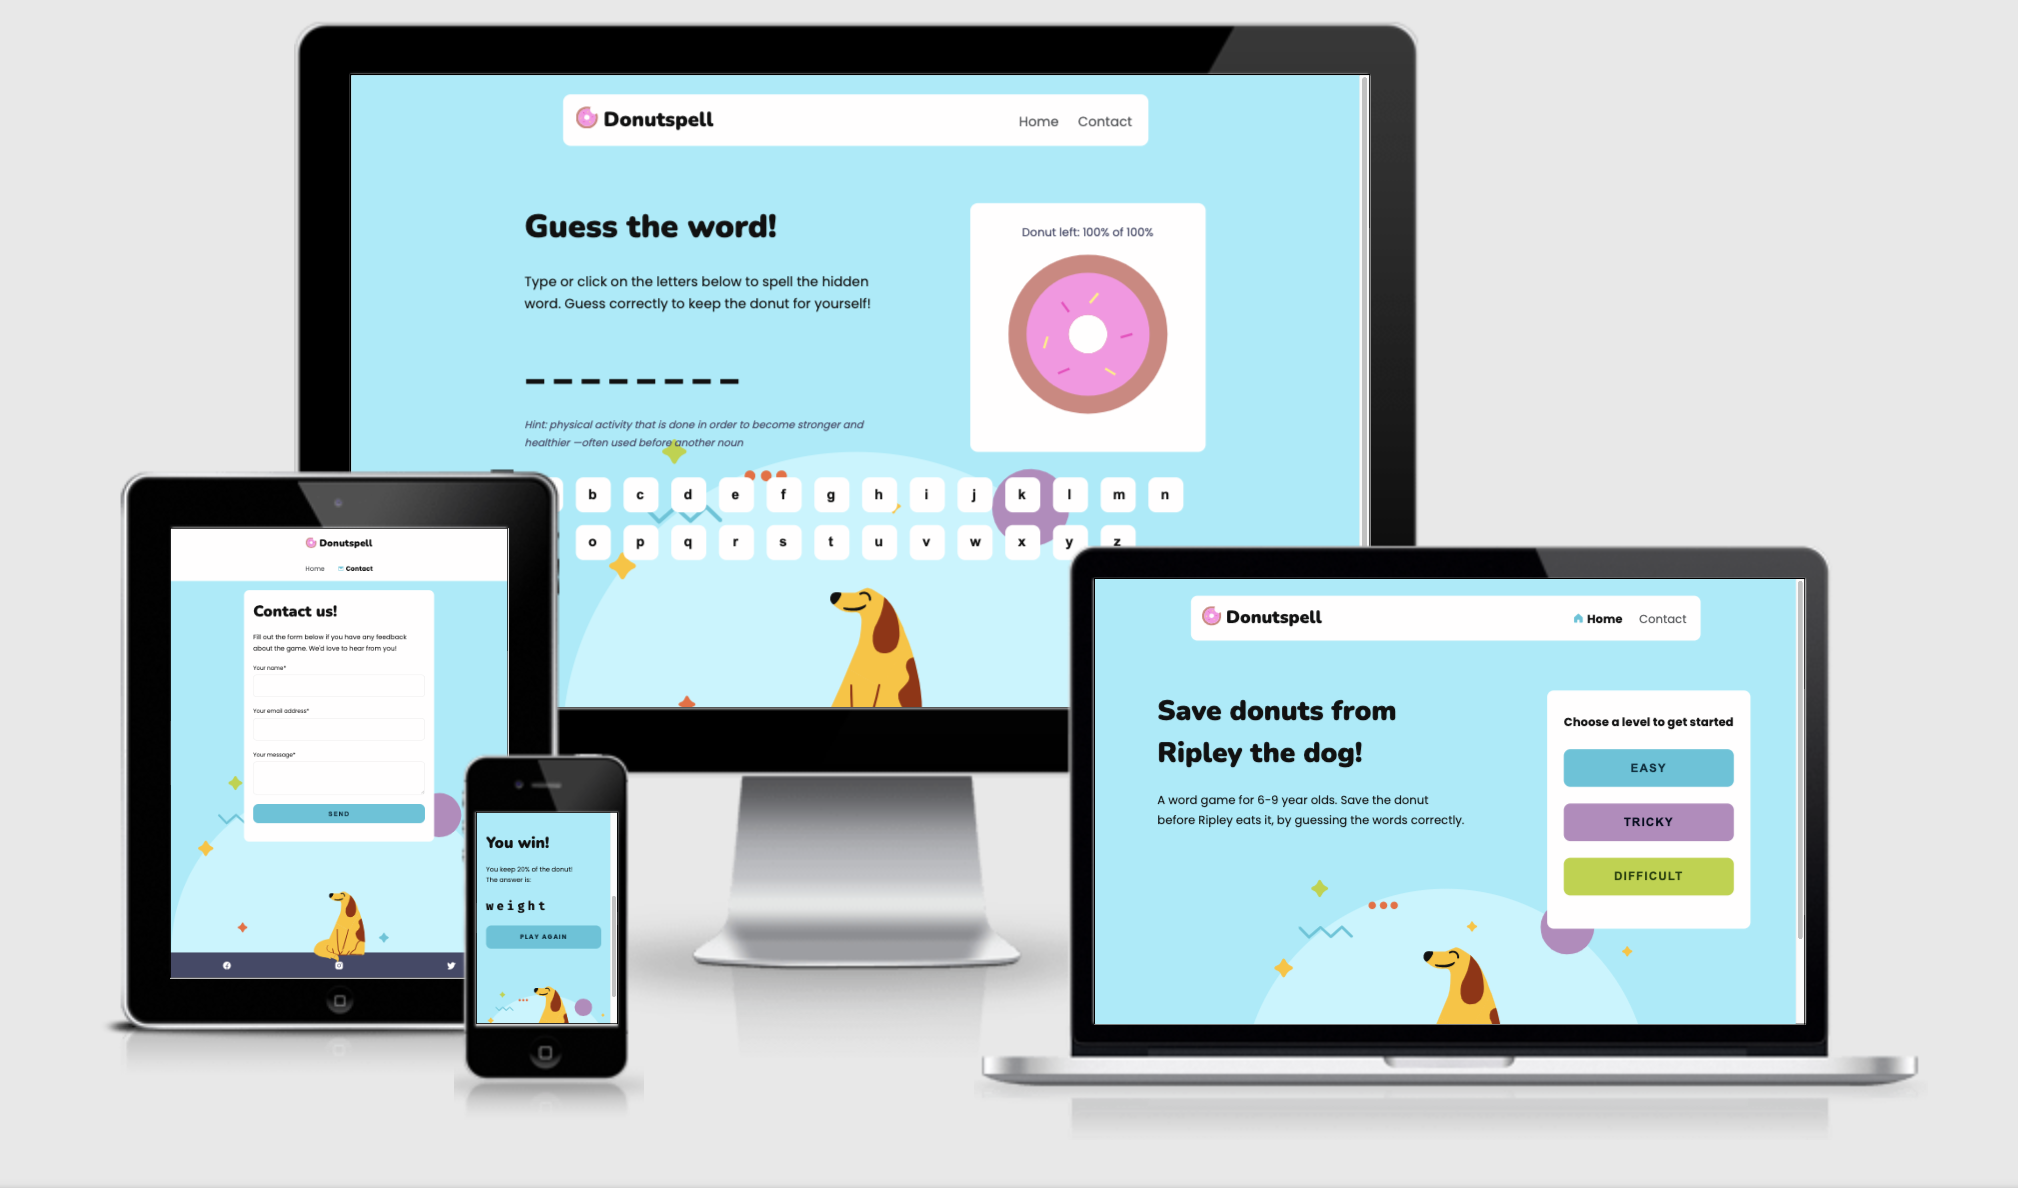 Donutspell
Home Contact
Guess the word!
Donut left: 100% of 100%
Type or click on the letters below to spell the hidden
word. Guess correctly to keep the donut for yourself!
_ _ _ _ _ _ _ _
Hint: physical activity that is done in order to become stronger and
healthier —often used before another noun
b c d e f g h i j k l m n
o p q r s t u v w x y z
Donutspell
Home Contact
Contact us!
Fill out the form below if you have any feedback
about the game. We'd love to hear from you!
Your name*
Your email address*
Your message*
SEND
You win!
You keep 20% of the donut!
The answer is:
weight
PLAY AGAIN
Donutspell
Home Contact
Save donuts from
Ripley the dog!
A word game for 6-9 year olds. Save the donut
before Ripley eats it, by guessing the words correctly.
Choose a level to get started
EASY
TRICKY
DIFFICULT